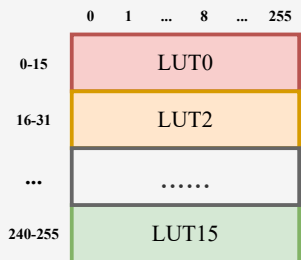 0 1 ... 8 ... 255
0-15 LUT0
16-31 LUT2
... ......
240-255 LUT15